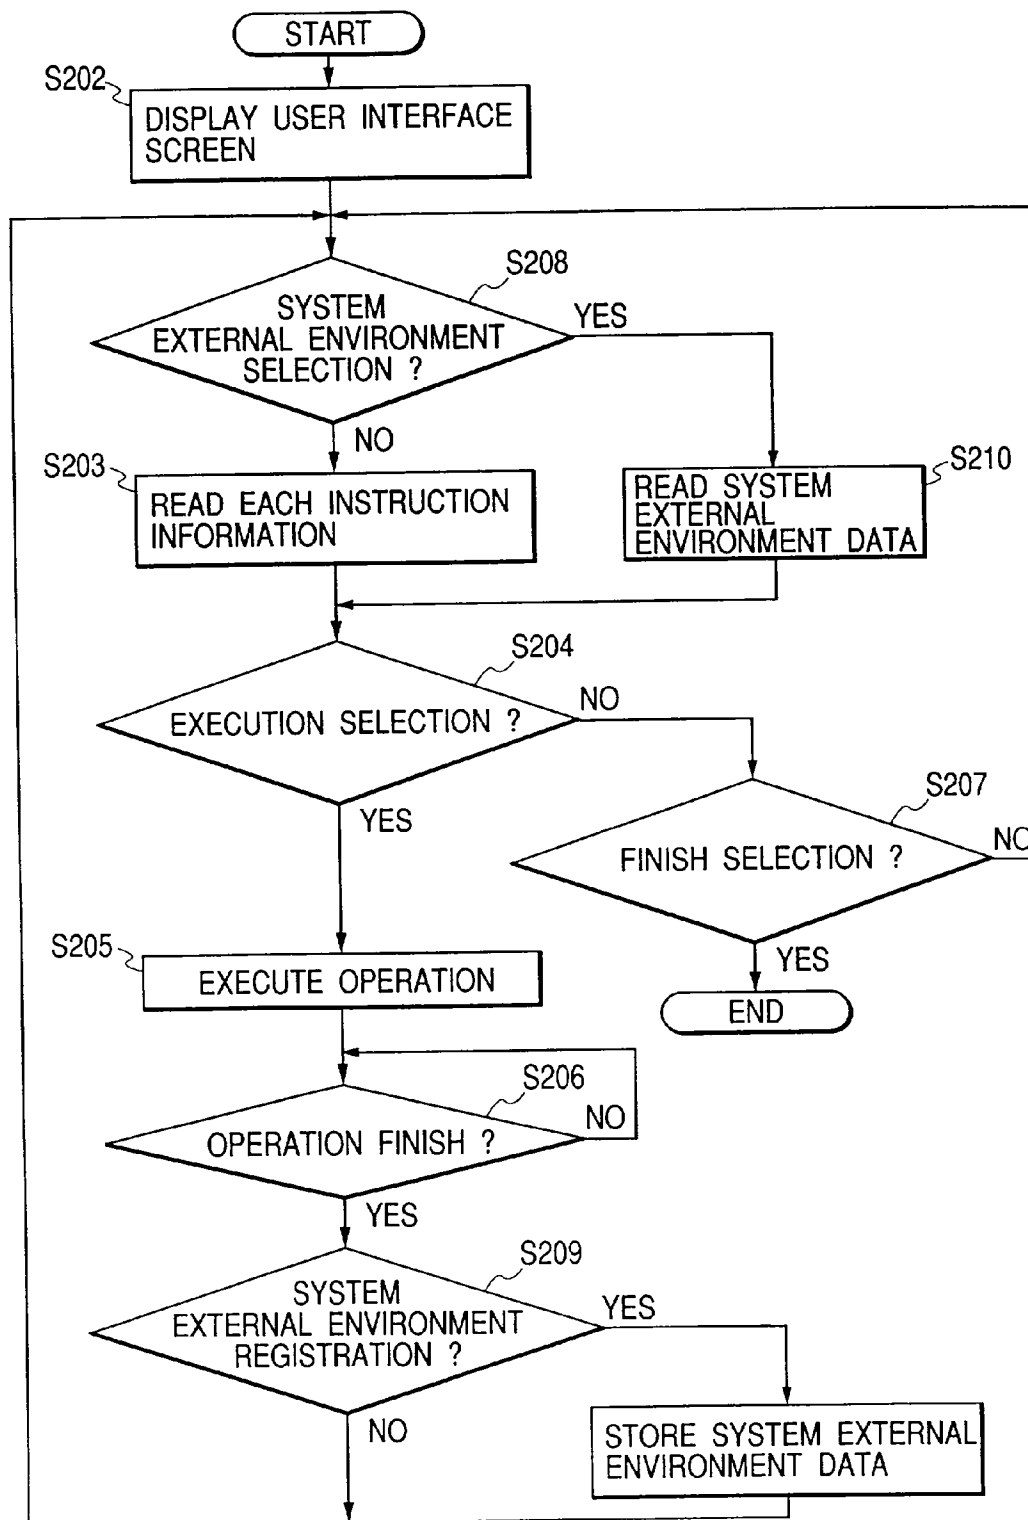 START
S202
DISPLAY USER INTERFACE
SCREEN
S208
SYSTEM
EXTERNAL ENVIRONMENT
SELECTION ?
YES
NO
S203
READ EACH INSTRUCTION
INFORMATION
S210
READ SYSTEM
EXTERNAL
ENVIRONMENT DATA
S204
EXECUTION SELECTION ?
NO
YES
S207
FINISH SELECTION ?
NO
YES
END
S205
EXECUTE OPERATION
S206
OPERATION FINISH ?
NO
YES
S209
SYSTEM
EXTERNAL ENVIRONMENT
REGISTRATION ?
YES
NO
STORE SYSTEM EXTERNAL
ENVIRONMENT DATA